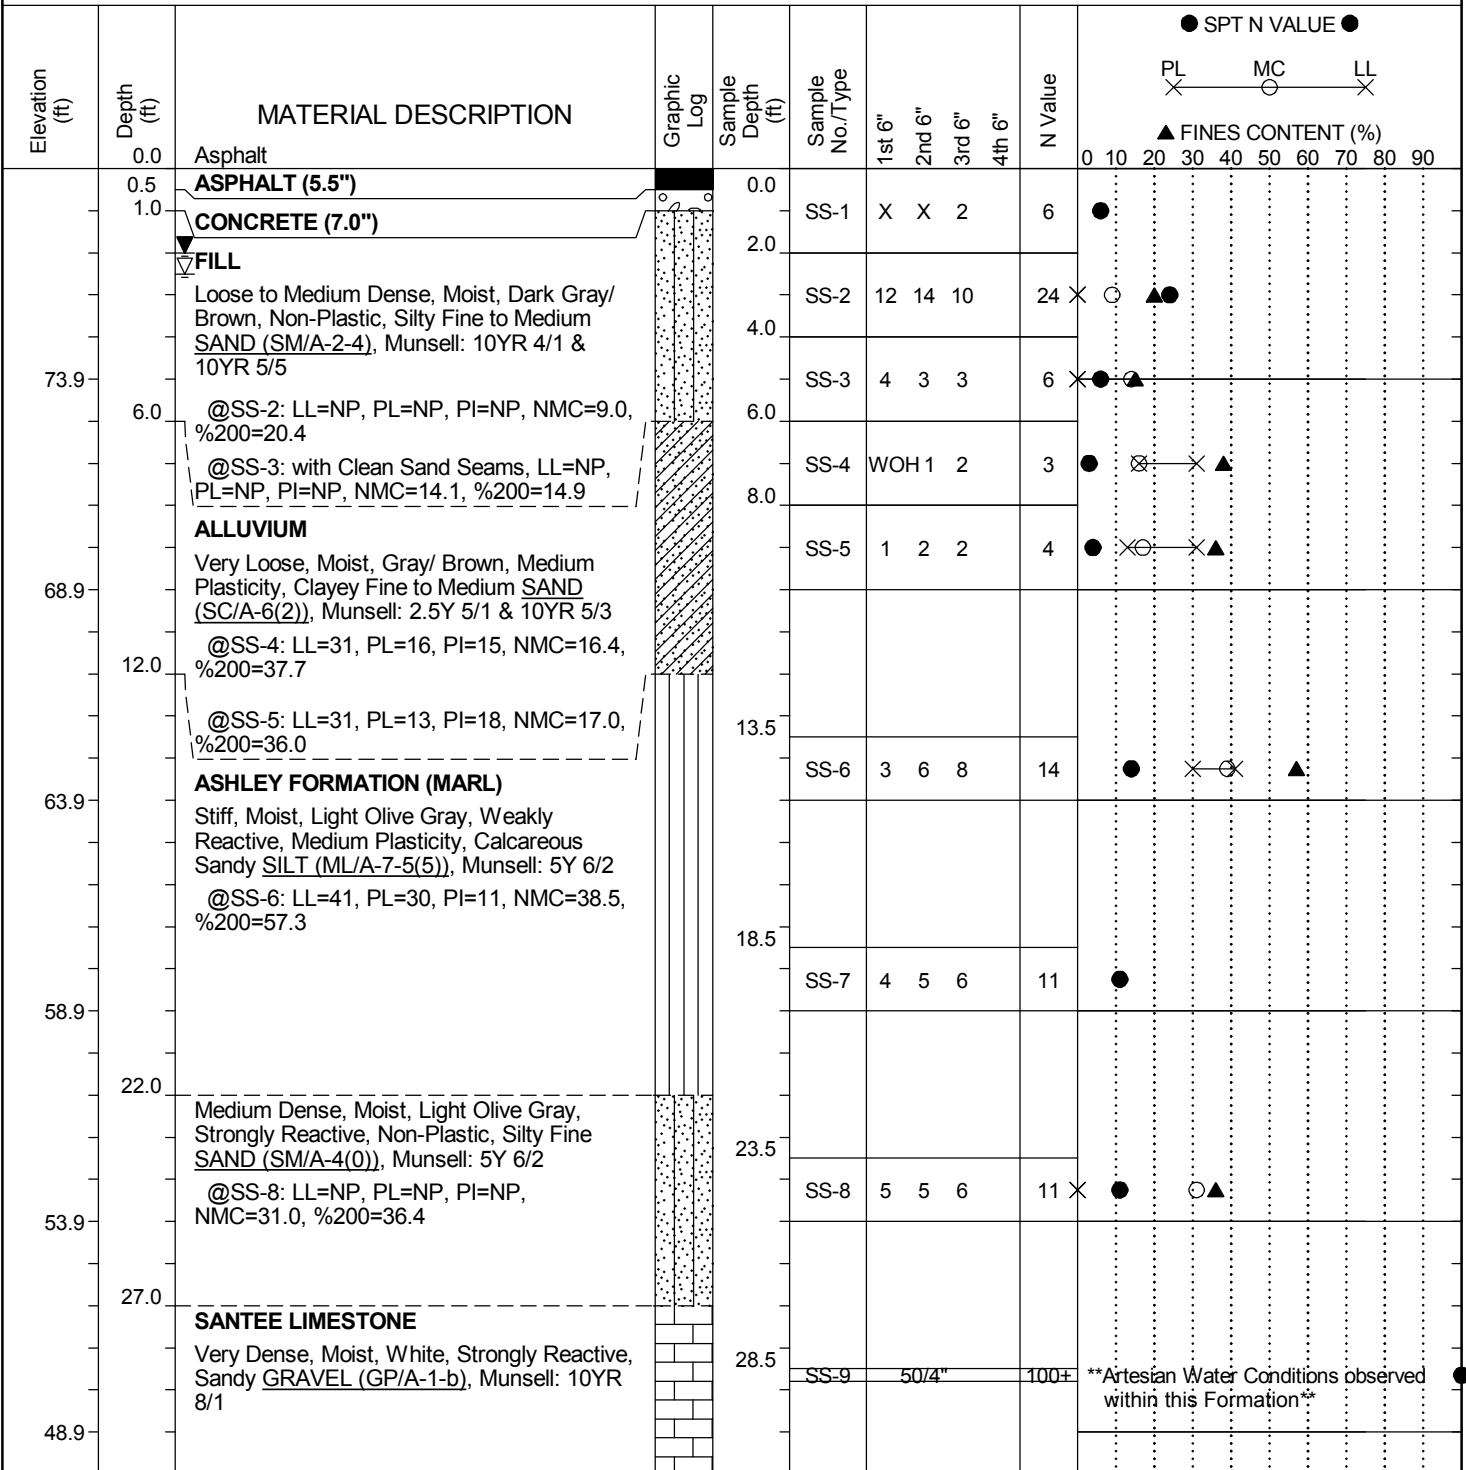 Elevation (ft)
Depth (ft)
MATERIAL DESCRIPTION
Graphic Log
Sample Depth (ft)
Sample No./Type
1st 6"
2nd 6"
3rd 6"
4th 6"
N Value
● SPT N VALUE ●
PL MC LL
▲ FINES CONTENT (%)
0 10 20 30 40 50 60 70 80 90
0.0 Asphalt
0.5 ASPHALT (5.5") 0.0
1.0 CONCRETE (7.0")
SS-1 X X 2 6
2.0
FILL
Loose to Medium Dense, Moist, Dark Gray/
Brown, Non-Plastic, Silty Fine to Medium
SAND (SM/A-2-4), Munsell: 10YR 4/1 &
10YR 5/5
SS-2 12 14 10 24
4.0
73.9
SS-3 4 3 3 6
6.0
@SS-2: LL=NP, PL=NP, PI=NP, NMC=9.0,
%200=20.4
6.0
@SS-3: with Clean Sand Seams, LL=NP,
PL=NP, PI=NP, NMC=14.1, %200=14.9
SS-4 WOH 1 2 3
8.0
ALLUVIUM
Very Loose, Moist, Gray/ Brown, Medium
Plasticity, Clayey Fine to Medium SAND
(SC/A-6(2)), Munsell: 2.5Y 5/1 & 10YR 5/3
SS-5 1 2 2 4
68.9
@SS-4: LL=31, PL=16, PI=15, NMC=16.4,
%200=37.7
12.0
@SS-5: LL=31, PL=13, PI=18, NMC=17.0,
%200=36.0
13.5
ASHLEY FORMATION (MARL)
SS-6 3 6 8 14
63.9
Stiff, Moist, Light Olive Gray, Weakly
Reactive, Medium Plasticity, Calcareous
Sandy SILT (ML/A-7-5(5)), Munsell: 5Y 6/2
@SS-6: LL=41, PL=30, PI=11, NMC=38.5,
%200=57.3
18.5
SS-7 4 5 6 11
58.9
22.0
Medium Dense, Moist, Light Olive Gray,
Strongly Reactive, Non-Plastic, Silty Fine
SAND (SM/A-4(0)), Munsell: 5Y 6/2
23.5
@SS-8: LL=NP, PL=NP, PI=NP,
NMC=31.0, %200=36.4
SS-8 5 5 6 11
53.9
27.0
SANTEE LIMESTONE
Very Dense, Moist, White, Strongly Reactive,
Sandy GRAVEL (GP/A-1-b), Munsell: 10YR
8/1
28.5
SS-9 50/4" 100+
**Artesian Water Conditions observed
within this Formation**
48.9